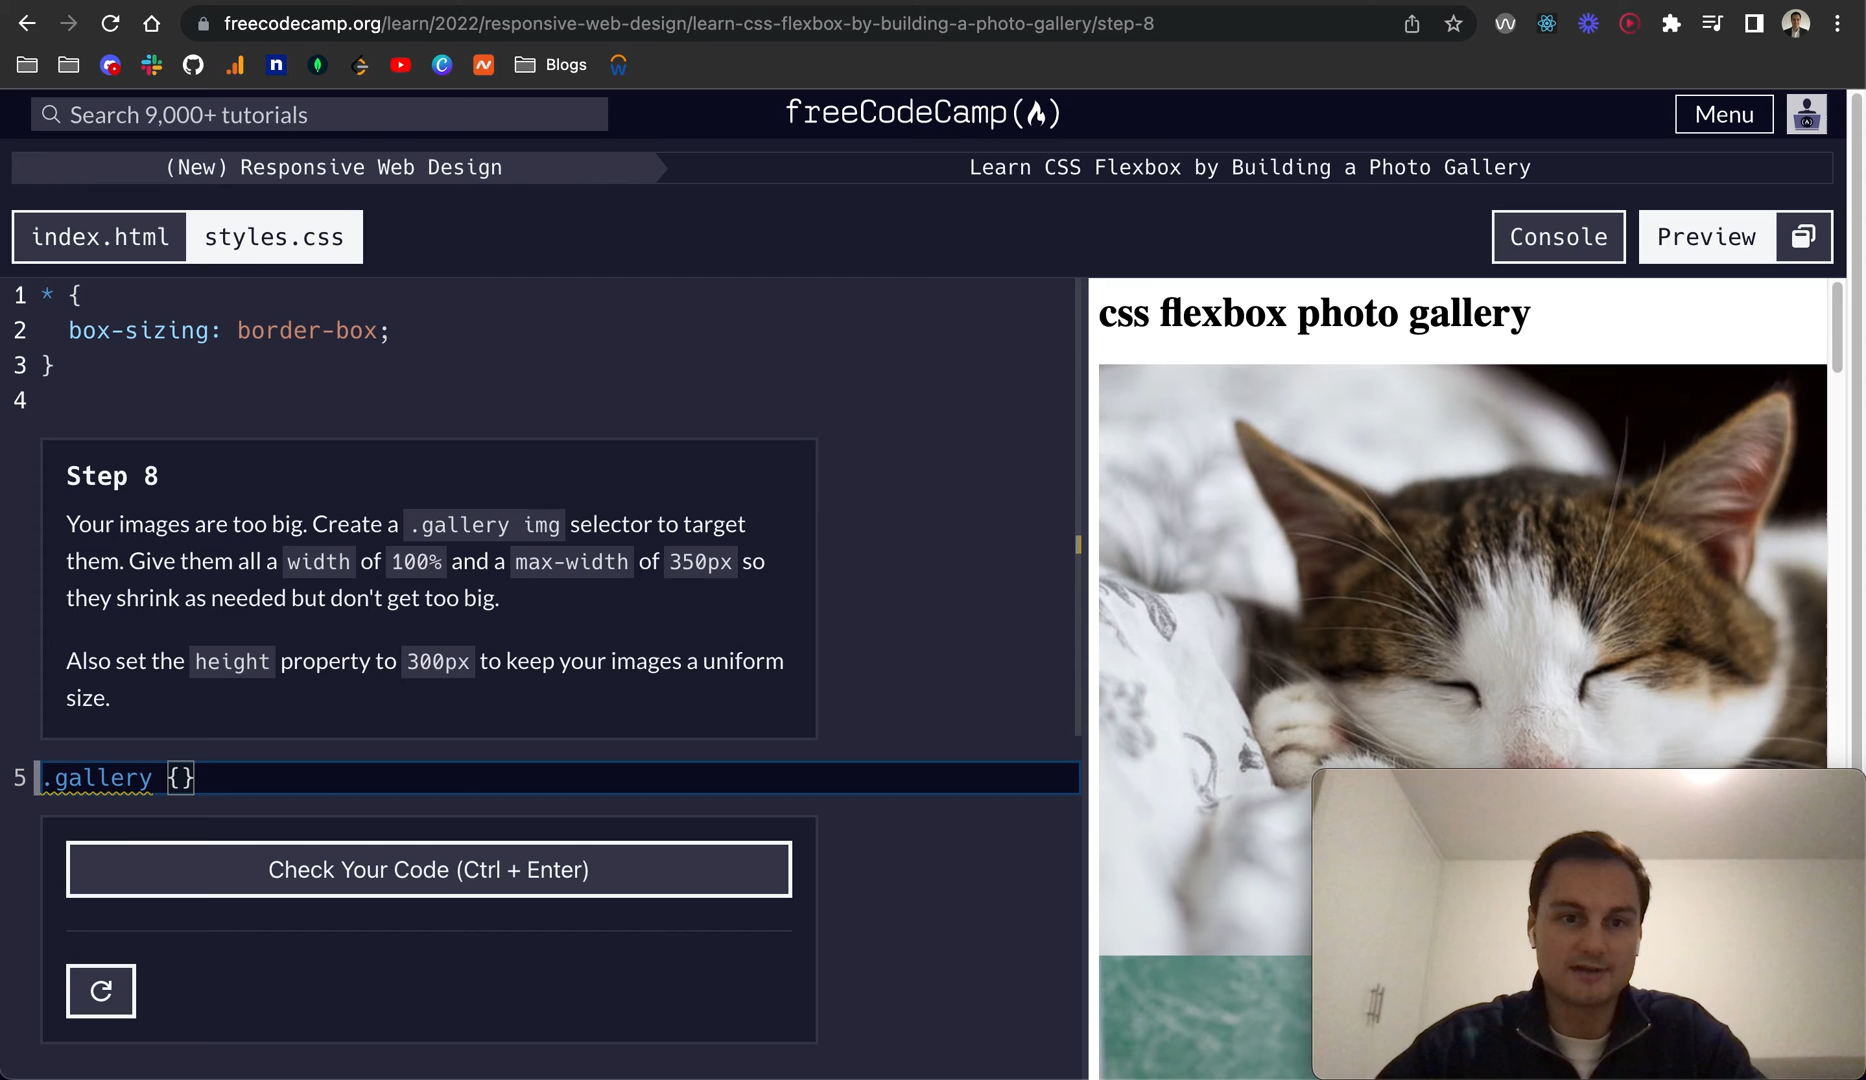 freecodecamp.org/learn/2022/responsive-web-design/learn-css-flexbox-by-building-a-photo-gallery/step-8
Blogs
Search 9,000+ tutorials
freeCodeCamp
Menu
(New) Responsive Web Design
Learn CSS Flexbox by Building a Photo Gallery
index.html
styles.css
Console
Preview
1 * {
2 box-sizing: border-box;
3 }
4
css flexbox photo gallery
Step 8
Your images are too big. Create a .gallery img selector to target
them. Give them all a width of 100% and a max-width of 350px so
they shrink as needed but don't get too big.
Also set the height property to 300px to keep your images a uniform
size.
5 .gallery {}
Check Your Code (Ctrl + Enter)